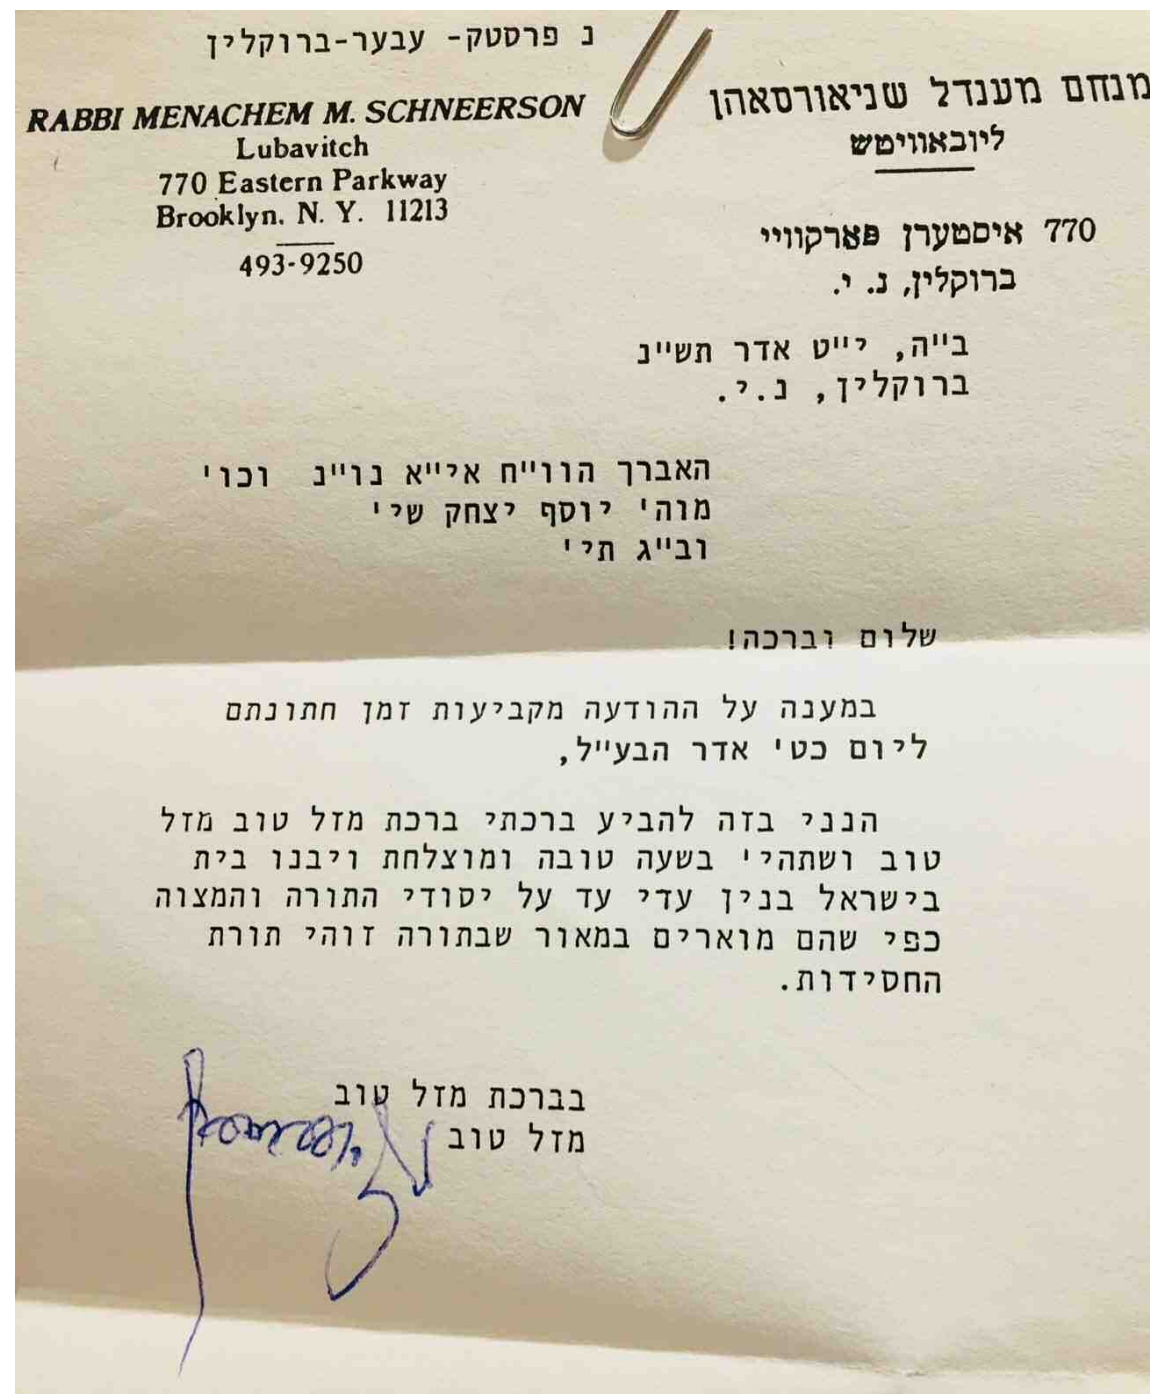 נ פרסטק- עבער-ברוקלין
מנחם מענדל שניאורסאהן
ליובאוויטש
770 איסטערן פארקוויי
ברוקלין, נ. י.
RABBI MENACHEM M. SCHNEERSON
Lubavitch
770 Eastern Parkway
Brooklyn, N. Y. 11213
493-9250
ב"ה, י"ט אדר תש"נ
ברוקלין, נ.י.
האברך הוו"ח אי"א נו"נ וכו'
מוה' יוסף יצחק שי'
וב"ג תי'
שלום וברכה!
במענה על ההודעה מקביעות זמן חתונתם
ליום כט' אדר הבע"ל,
הנני בזה להביע ברכתי ברכת מזל טוב מזל
טוב ושתהי' בשעה טובה ומוצלחת ויבנו בית
בישראל בנין עדי עד על יסודי התורה והמצוה
כפי שהם מוארים במאור שבתורה זוהי תורת
החסידות.
בברכת מזל טוב
מזל טוב